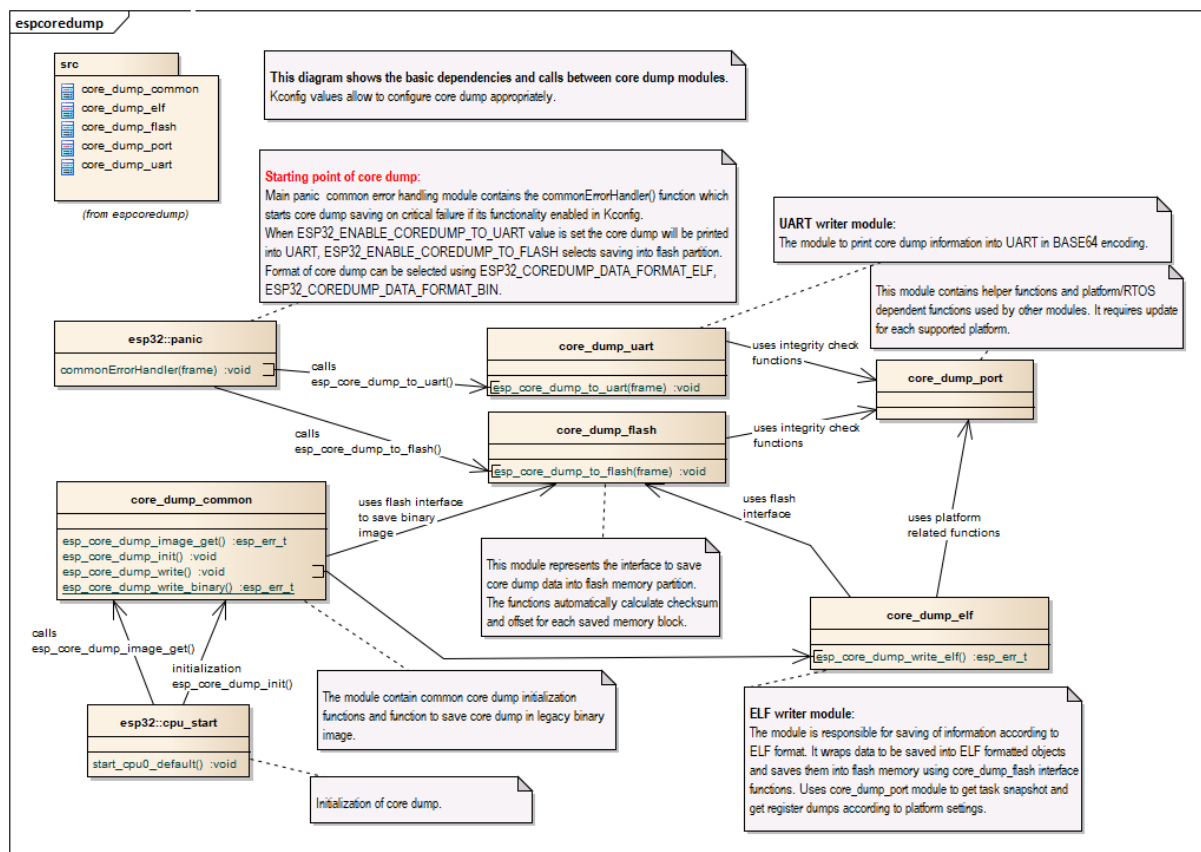 espcoredump
src
core_dump_common
core_dump_elf
core_dump_flash
core_dump_port
core_dump_uart
(from espcoredump)
This diagram shows the basic dependencies and calls between core dump modules.
Kconfig values allow to configure core dump appropriately.
Starting point of core dump:
Main panic common error handling module contains the commonErrorHandler() function which
starts core dump saving on critical failure if its functionality enabled in Kconfig.
When ESP32_ENABLE_COREDUMP_TO_UART value is set the core dump will be printed
into UART, ESP32_ENABLE_COREDUMP_TO_FLASH selects saving into flash partition.
Format of core dump can be selected using ESP32_COREDUMP_DATA_FORMAT_ELF,
ESP32_COREDUMP_DATA_FORMAT_BIN.
UART writer module:
The module to print core dump information into UART in BASE64 encoding.
This module contains helper functions and platform/RTOS
dependent functions used by other modules. It requires update
for each supported platform.
esp32::panic
commonErrorHandler(frame) :void
calls
esp_core_dump_to_uart()
core_dump_uart
esp_core_dump_to_uart(frame) :void
uses integrity check
functions
core_dump_port
calls
esp_core_dump_to_flash()
core_dump_flash
esp_core_dump_to_flash(frame) :void
uses integrity check
functions
core_dump_common
esp_core_dump_image_get() :esp_err_t
esp_core_dump_init() :void
esp_core_dump_write() :void
esp_core_dump_write_binary() :esp_err_t
uses flash interface
to save binary
image
uses flash
interface
uses platform
related functions
This module represents the interface to save
core dump data into flash memory partition.
The functions automatically calculate checksum
and offset for each saved memory block.
core_dump_elf
esp_core_dump_write_elf() :esp_err_t
calls
esp_core_dump_image_get()
initialization
esp_core_dump_init()
The module contain common core dump initialization
functions and function to save core dump in legacy binary
image.
esp32::cpu_start
start_cpu0_default() :void
Initialization of core dump.
ELF writer module:
The module is responsible for saving of information according to
ELF format. It wraps data to be saved into ELF formatted objects
and saves them into flash memory using core_dump_flash interface
functions. Uses core_dump_port module to get task snapshot and
get register dumps according to platform settings.